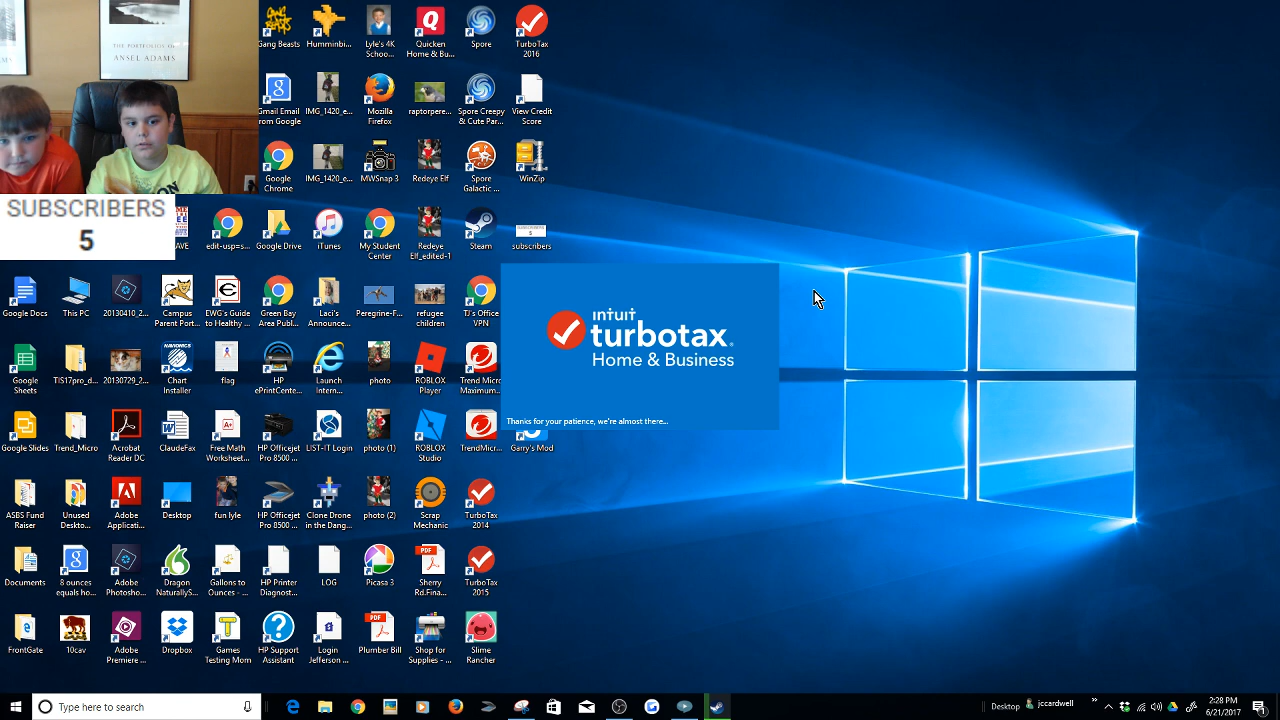 THE PORTFOLIOS OF
ANSEL ADAMS
SUBSCRIBERS
5
Gang Beasts
Hummin­bi...
Lyle's 4K
Schoo...
Quicken
Home & Bu...
Spore
TurboTax
2016
Gmail Email
from Google
IMG_1420_e...
Mozilla
Firefox
raptorpere...
Spore Creepy
& Cute Par...
View Credit
Score
Google
Chrome
IMG_1420_e...
MWSnap 3
Redeye Elf
Spore
Galactic ...
WinZip
AVE
edit-usp=s...
Google Drive
iTunes
My Student
Center
Redeye
Elf_edited-1
Steam
subscribers
Google Docs
This PC
20130410_2...
Campus
Parent Port...
EWG's Guide
to Healthy ...
Green Bay
Area Publ...
Laci's
Announce...
Peregrine-F...
refugee
children
TJ's Office
VPN
intuit
turbotax
Home & Business
Thanks for your patience, we're almost there...
Google
Sheets
TIS17pro_d...
20130729_2...
Chart
Installer
flag
HP
ePrintCente...
Launch
Intern...
photo
ROBLOX
Player
Trend Micro
Maximum...
Google Slides
Trend_Micro
Acrobat
Reader DC
ClaudeFax
Free Math
Worksheet...
HP Officejet
Pro 8500 ...
LIST-IT Login
photo (1)
ROBLOX
Studio
TrendMicr...
Garry's Mod
ASBS Fund
Raiser
Unused
Deskto...
Adobe
Applicati...
Desktop
fun lyle
HP Officejet
Pro 8500 ...
Clone Drone
in the Dang...
photo (2)
Scrap
Mechanic
TurboTax
2014
Documents
8 ounces
equals ho...
Adobe
Photosho...
Dragon
NaturallyS...
Gallons to
Ounces - ...
HP Printer
Diagnost...
LOG
Picasa 3
PDF
Sherry
Rd.Fina...
TurboTax
2015
FrontGate
10cav
Adobe
Premiere ...
Dropbox
Games
Testing Mom
HP Support
Assistant
Login
Jefferson ...
PDF
Plumber Bill
Shop for
Supplies - ...
Slime
Rancher
Type here to search
Desktop
jccardwell
2:28 PM
6/21/2017